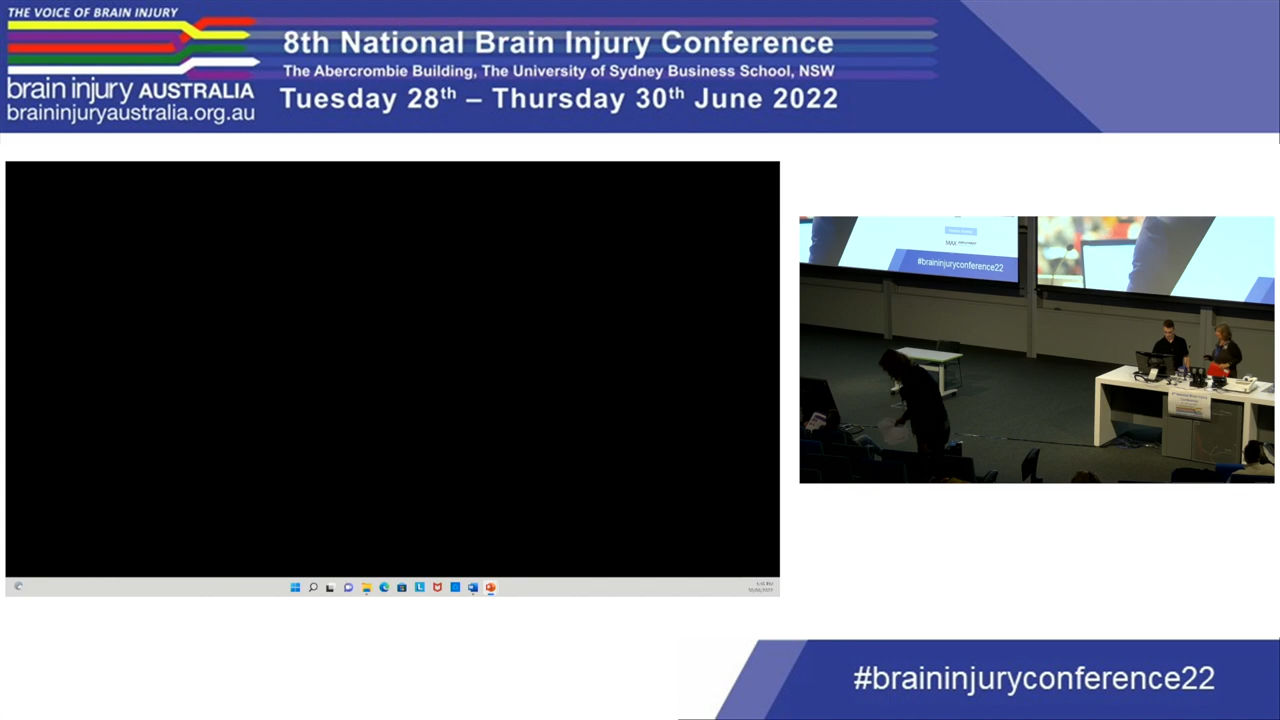 THE VOICE OF BRAIN INJURY
brain injury AUSTRALIA
braininjuryaustralia.org.au
8th National Brain Injury Conference
The Abercrombie Building, The University of Sydney Business School, NSW
Tuesday 28th – Thursday 30th June 2022
MAX
#braininjuryconference22
#braininjuryconference22